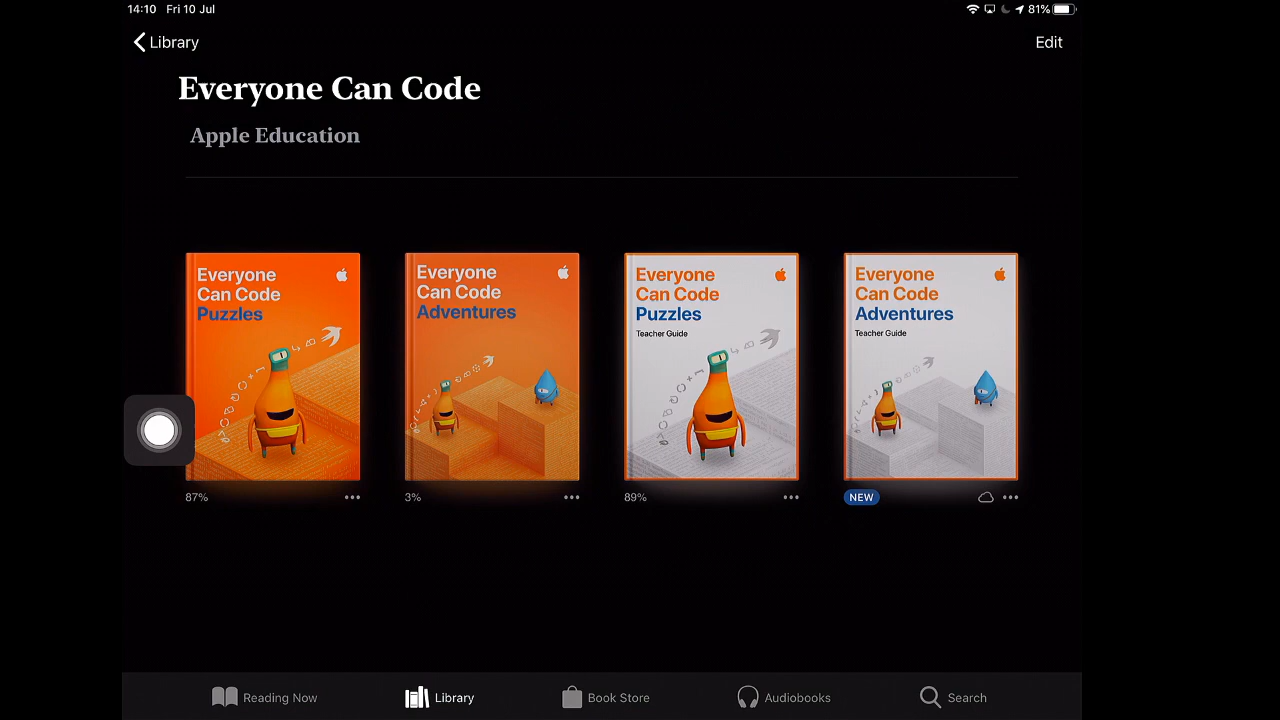 14:10 Fri 10 Jul 81%
Library Edit
Everyone Can Code
Apple Education
Everyone
Can Code
Puzzles
Everyone
Can Code
Adventures
Everyone
Can Code
Puzzles
Teacher Guide
Everyone
Can Code
Adventures
Teacher Guide
87% ••• 3% ••• 89% ••• NEW •••
Reading Now Library Book Store Audiobooks Search